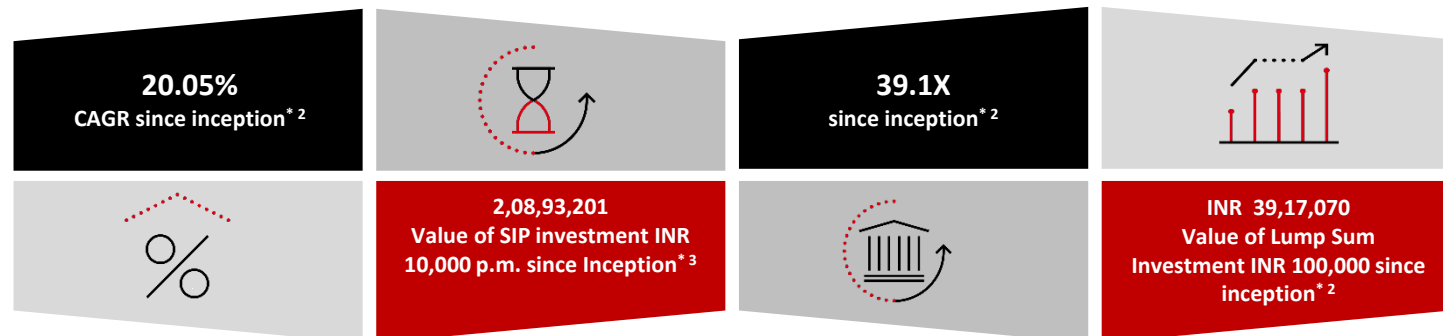 20.05%
CAGR since inception* 2
39.1X
since inception* 2
2,08,93,201
Value of SIP investment INR
10,000 p.m. since Inception* 3
INR 39,17,070
Value of Lump Sum
Investment INR 100,000 since
inception* 2